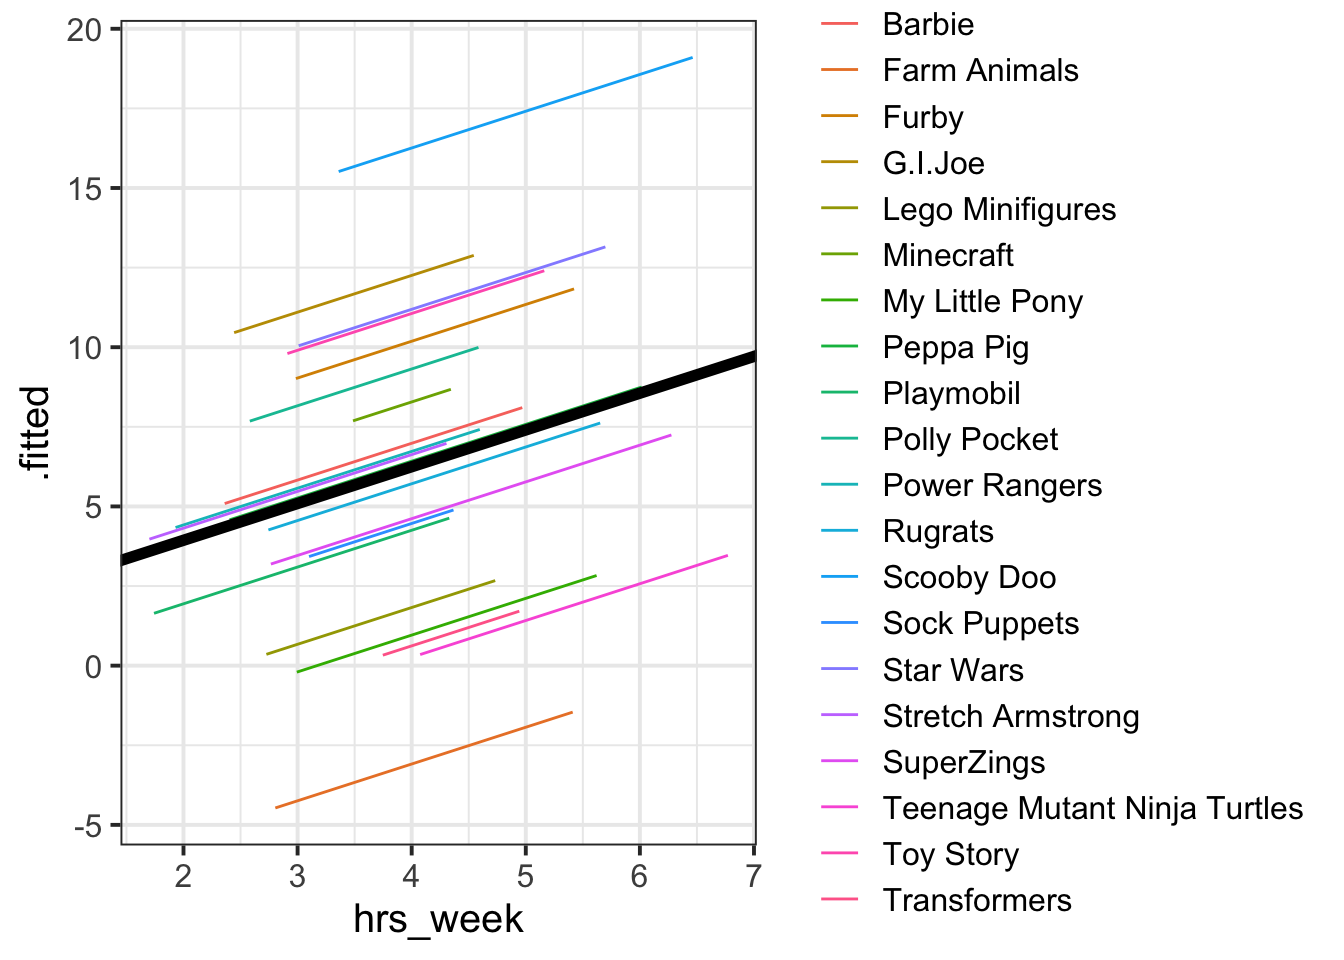 20
15
10
5
0
-5
.fitted
2 3 4 5 6 7
hrs_week
Barbie
Farm Animals
Furby
G.I.Joe
Lego Minifigures
Minecraft
My Little Pony
Peppa Pig
Playmobil
Polly Pocket
Power Rangers
Rugrats
Scooby Doo
Sock Puppets
Star Wars
Stretch Armstrong
SuperZings
Teenage Mutant Ninja Turtles
Toy Story
Transformers